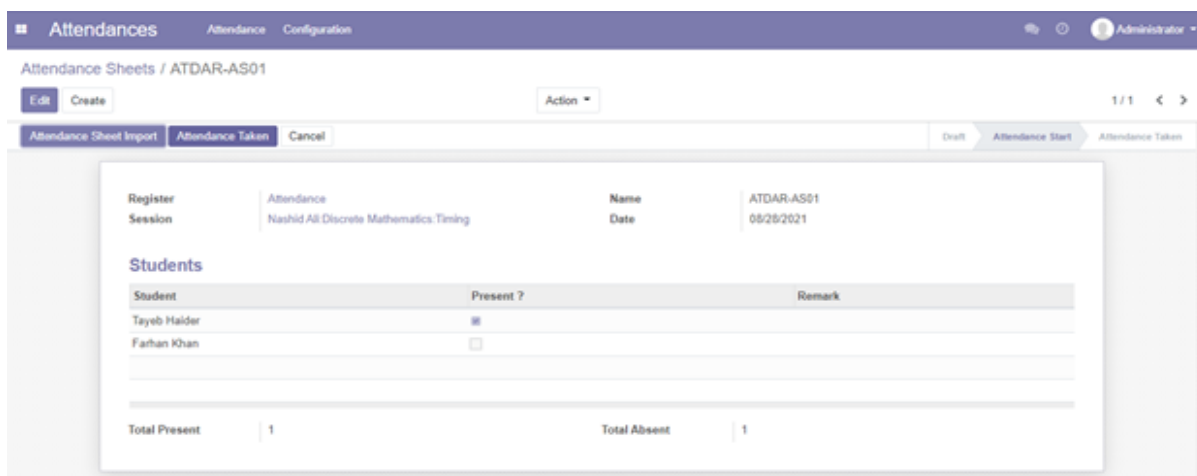 Attendances Attendance Configuration Administrator
Attendance Sheets / ATDAR-AS01
Edit Create Action 1 / 1
Attendance Sheet Import Attendance Taken Cancel Draft Attendance Start Attendance Taken
Register Attendance Name ATDAR-AS01
Session Nashid Ali:Discrete Mathematics:Timing Date 08/28/2021
Students
Student Present ? Remark
Tayeb Haider
Farhan Khan
Total Present 1 Total Absent 1